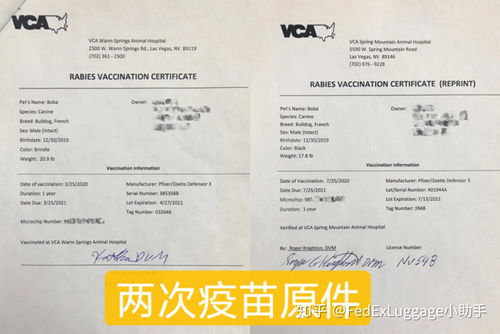 VCA
VCA Warm Springs Animal Hospital
2500 W. Warm Springs Rd., Las Vegas, NV 89119
(702) 361 - 2500
RABIES VACCINATION CERTIFICATE
Pet's Name: Boba
Owner:
Species: Canine
Breed: Bulldog, French
Sex: Male (Intact)
Birthdate: 12/30/2019
Color: Brindle
Weight: 20.9 lb
Vaccination Information
Date of vaccination: 3/25/2020
Manufacturer: Pfizer/Zoetis Defensor 3
Duration: 1 year
Serial Number: 385358B
Due Date: 3/25/2021
Lot Expiration: 4/27/2021
Tag Number: 032646
Microchip Number:
Vaccinated at VCA Warm Springs Animal Hospital
VCA
VCA Spring Mountain Animal Hospital
5590 W. Spring Mountain Road
Las Vegas, NV 89146
(702) 876 - 9228
RABIES VACCINATION CERTIFICATE (REPRINT)
Pet's Name: Boba
Owner:
Species: Canine
Breed: Bulldog, French
Sex: Male (Intact)
Birthdate: 12/30/2019
Color: Black
Weight: 17.8 lb
Vaccination Information
Date of Vaccination: 7/25/2020
Manufacturer: Pfizer/Zoetis Defensor 3
Due Date: 7/25/2021
Lot/Serial Number: 401944A
Microchip: 985
Lot Expiration: 7/13/2021
Duration: 1 year
Tag Number: 3948
Verified at VCA Spring Mountain Animal Hospital
By: Roger Knighton, DVM
License Number:
两次疫苗原件
知乎 @FedExLuggage小助手